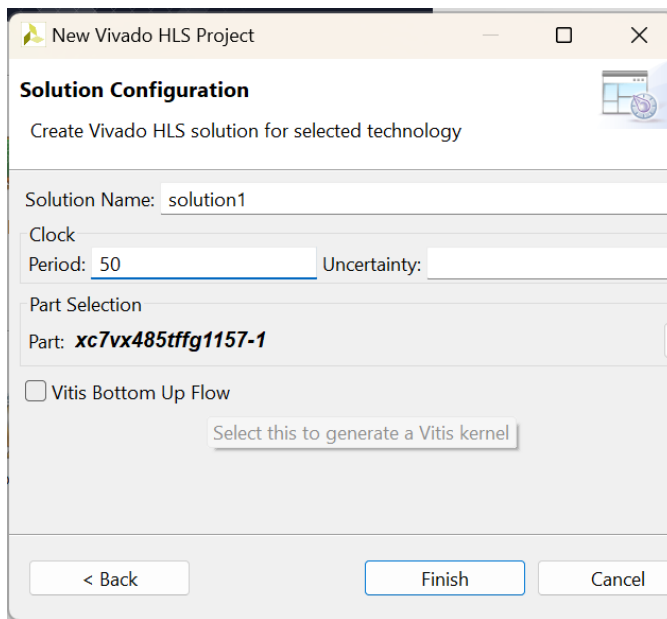 New Vivado HLS Project
Solution Configuration
Create Vivado HLS solution for selected technology
Solution Name: solution1
Clock
Period: 50 Uncertainty:
Part Selection
Part: xc7vx485tffg1157-1
Vitis Bottom Up Flow
Select this to generate a Vitis kernel
< Back Finish Cancel